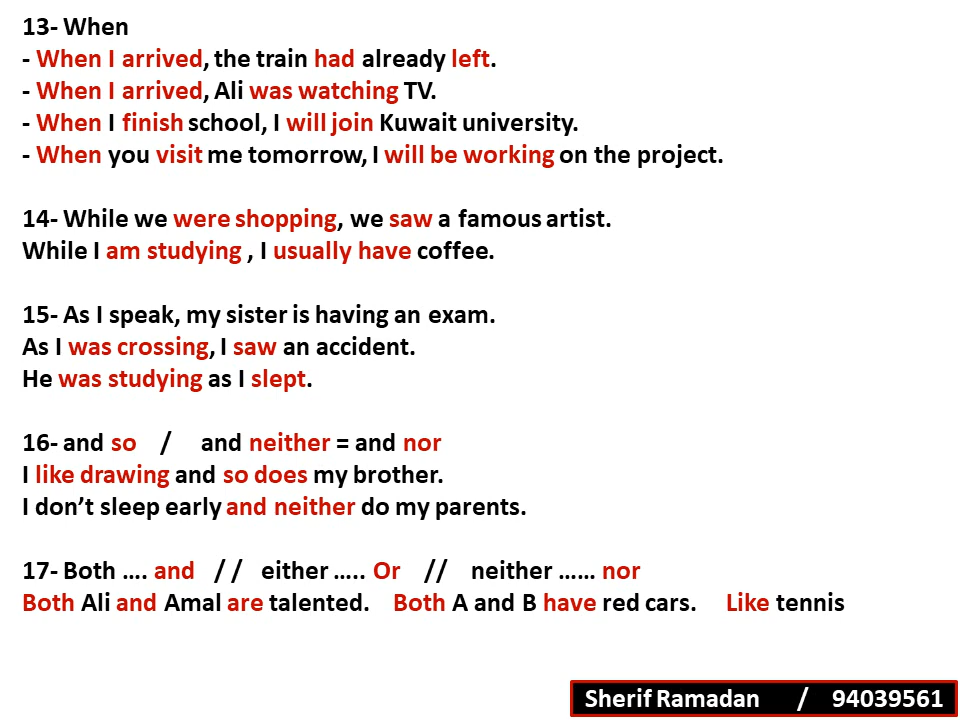 13- When
- When I arrived, the train had already left.
- When I arrived, Ali was watching TV.
- When I finish school, I will join Kuwait university.
- When you visit me tomorrow, I will be working on the project.
14- While we were shopping, we saw a famous artist.
While I am studying , I usually have coffee.
15- As I speak, my sister is having an exam.
As I was crossing, I saw an accident.
He was studying as I slept.
16- and so / and neither = and nor
I like drawing and so does my brother.
I don’t sleep early and neither do my parents.
17- Both …. and / / either ….. Or // neither …… nor
Both Ali and Amal are talented. Both A and B have red cars. Like tennis
Sherif Ramadan / 94039561